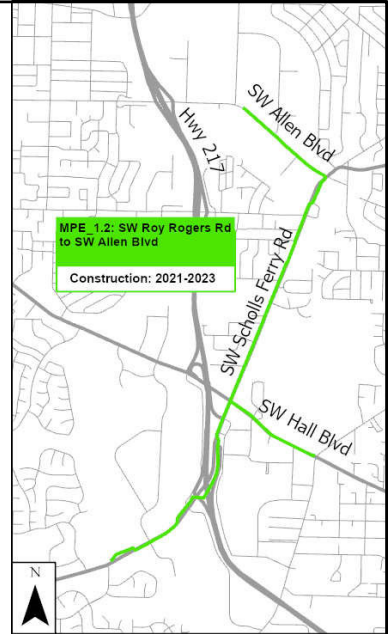 SW Allen Blvd
Hwy 217
MPE_1.2: SW Roy Rogers Rd
to SW Allen Blvd
Construction: 2021-2023
SW Scholls Ferry Rd
SW Hall Blvd
N